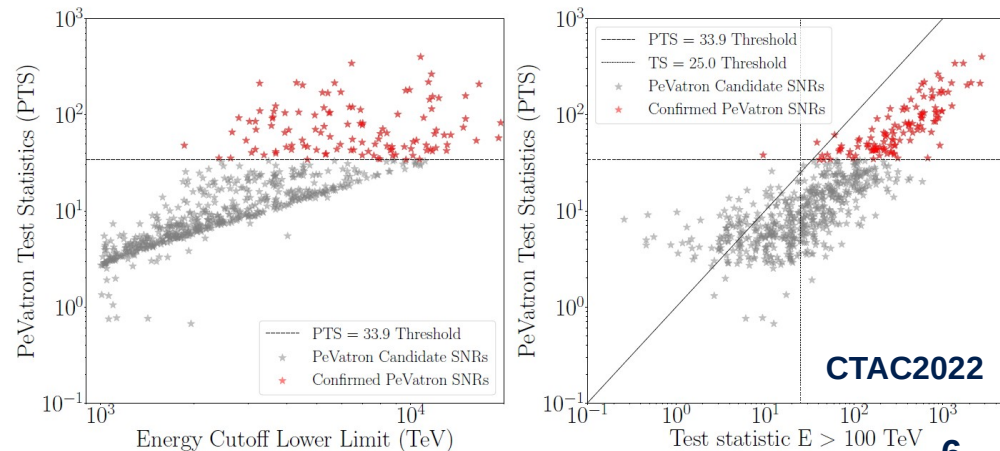 10³
10²
10¹
10⁰
10⁻¹
PeVatron Test Statistics (PTS)
PTS = 33.9 Threshold
PeVatron Candidate SNRs
Confirmed PeVatron SNRs
10³
10⁴
Energy Cutoff Lower Limit (TeV)
10³
10²
10¹
10⁰
10⁻¹
PeVatron Test Statistics (PTS)
PTS = 33.9 Threshold
TS = 25.0 Threshold
PeVatron Candidate SNRs
Confirmed PeVatron SNRs
CTAC2022
10⁻¹
10⁰
10¹
10²
10³
Test statistic E > 100 TeV